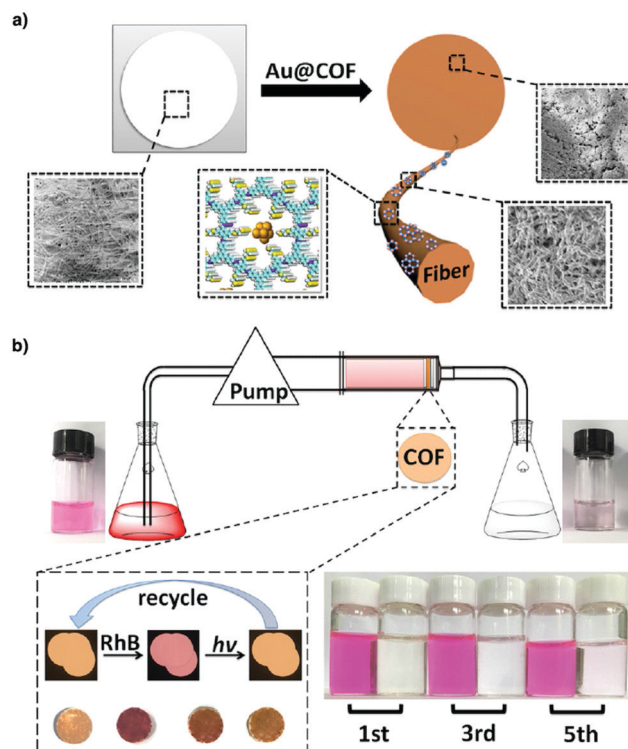 a)
Au@COF
Fiber
b)
Pump
COF
recycle
RhB
hv
1st 3rd 5th